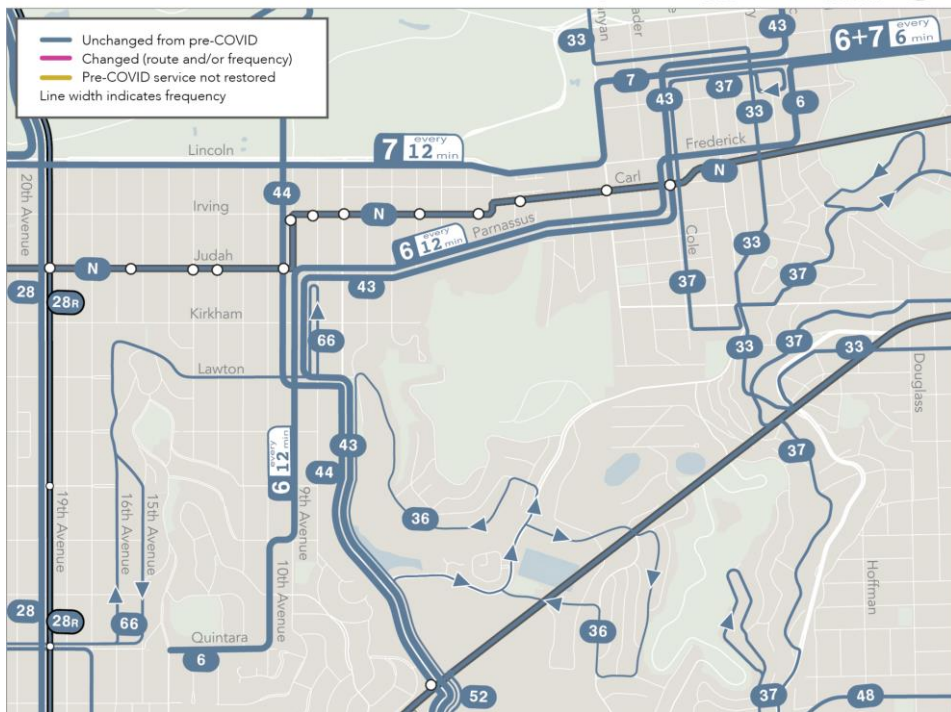 Unchanged from pre-COVID
Changed (route and/or frequency)
Pre-COVID service not restored
Line width indicates frequency
33
43
6+7 every 6 min
7
43
37
33
6
Lincoln
7 every 12 min
Frederick
20th Avenue
44
Irving
N
Carl
N
Parnassus
6 every 12 min
Judah
N
43
Cole
33
37
37
28
28R
Kirkham
66
33
37
33
Lawton
Douglass
6 every 12 min
43
44
37
19th Avenue
16th Avenue
15th Avenue
9th Avenue
36
10th Avenue
Hoffman
28
28R
66
36
Quintara
6
52
37
48